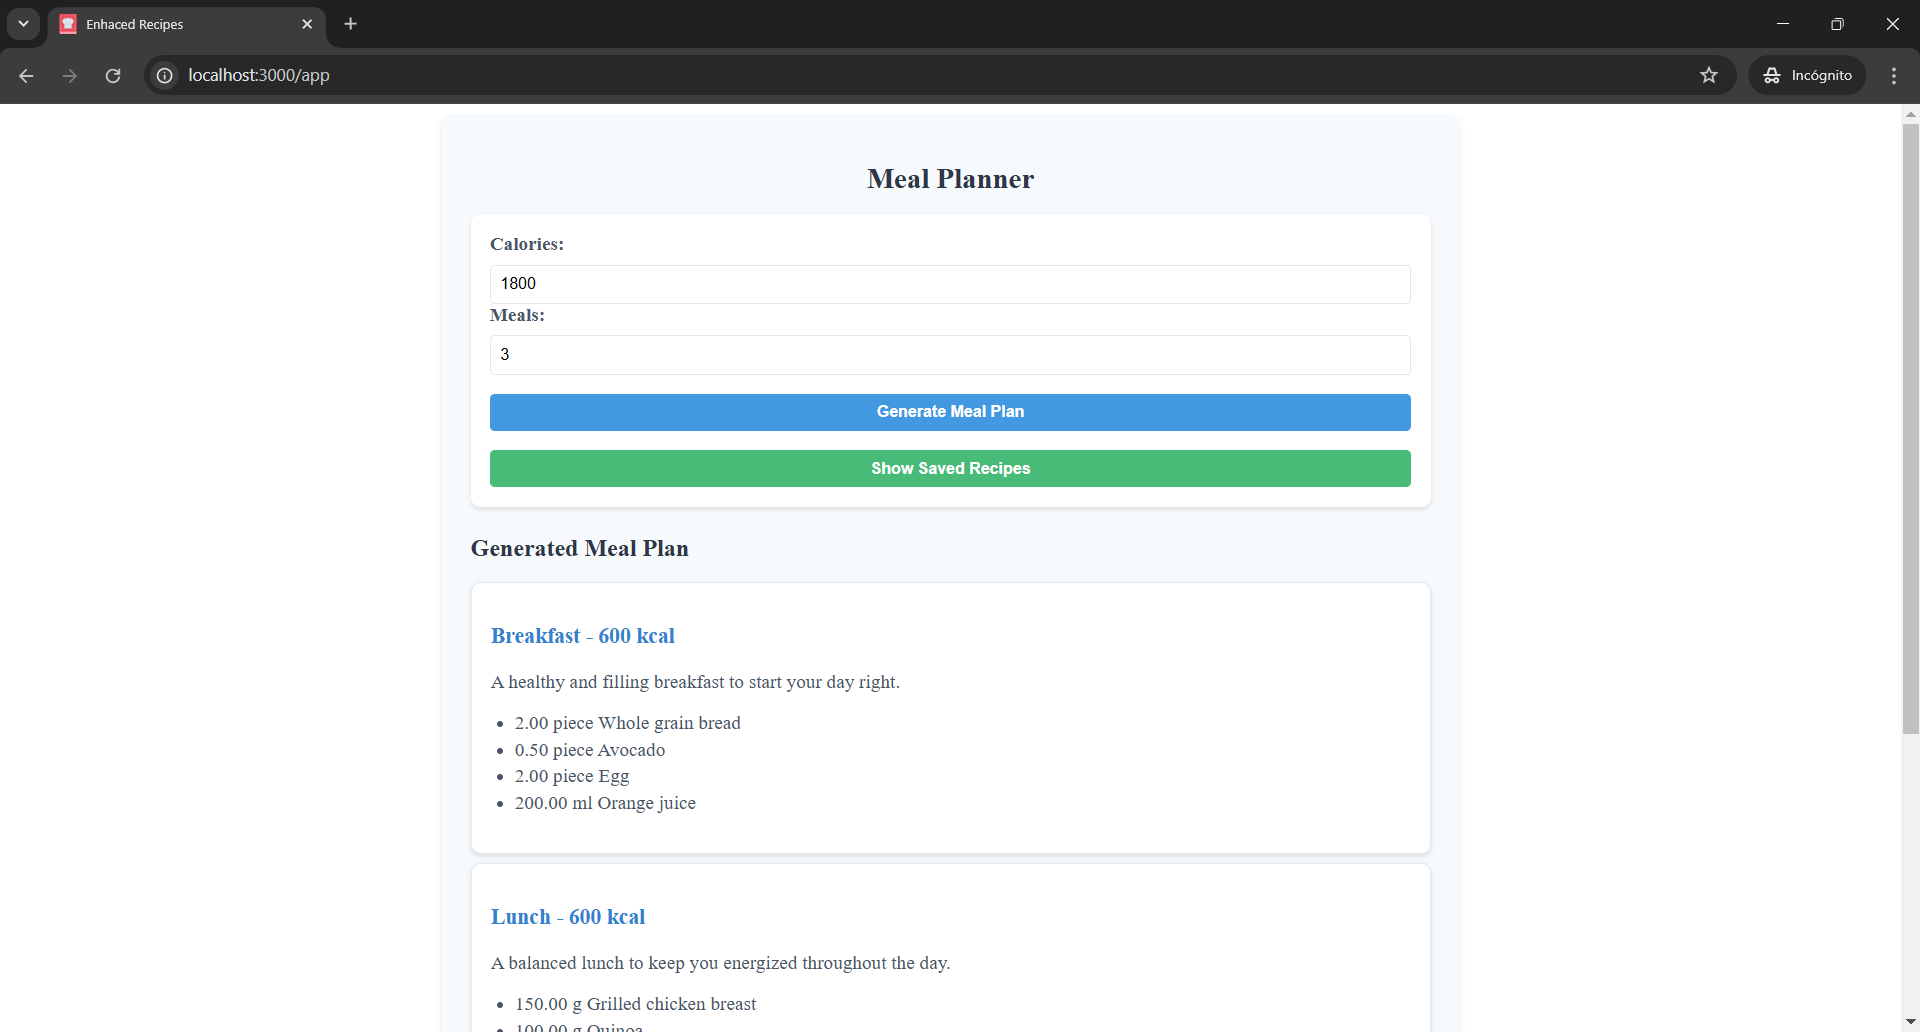 Enhaced Recipes
localhost:3000/app
Incógnito
Meal Planner
Calories:
1800
Meals:
3
Generate Meal Plan
Show Saved Recipes
Generated Meal Plan
Breakfast - 600 kcal
A healthy and filling breakfast to start your day right.
• 2.00 piece Whole grain bread
• 0.50 piece Avocado
• 2.00 piece Egg
• 200.00 ml Orange juice
Lunch - 600 kcal
A balanced lunch to keep you energized throughout the day.
• 150.00 g Grilled chicken breast
• 100.00 g Quinoa